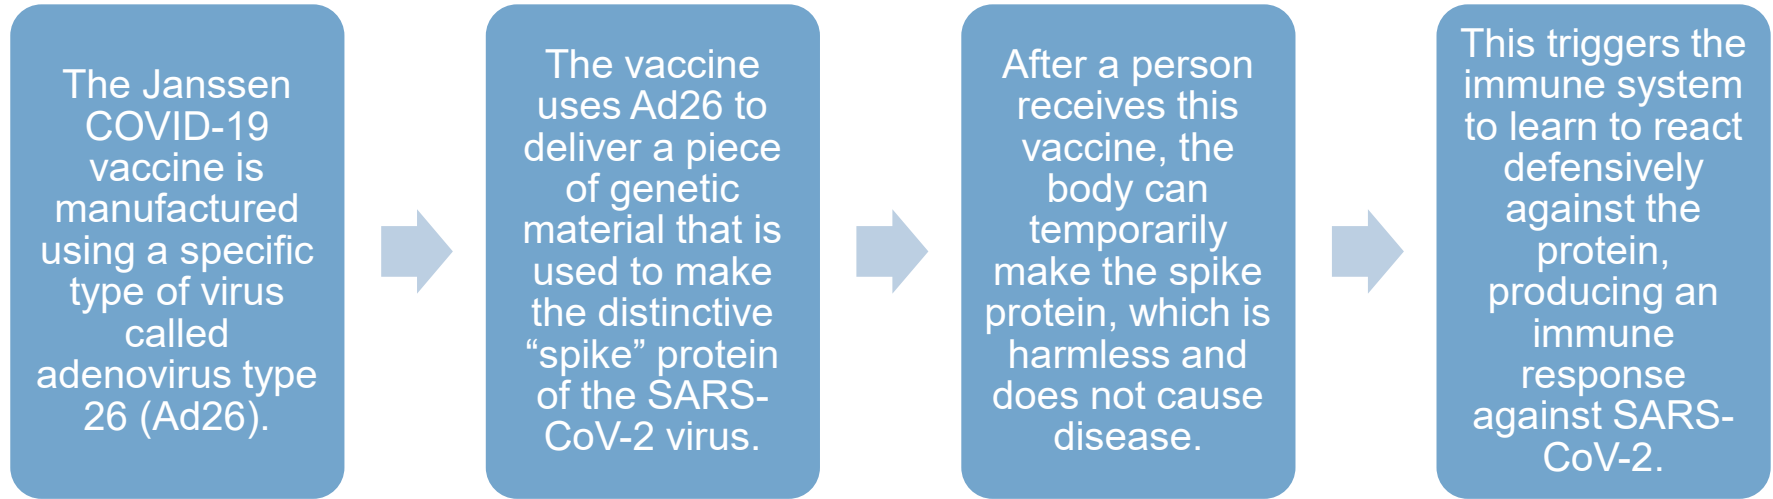 The Janssen
COVID-19
vaccine is
manufactured
using a specific
type of virus
called
adenovirus type
26 (Ad26).
The vaccine
uses Ad26 to
deliver a piece
of genetic
material that is
used to make
the distinctive
“spike” protein
of the SARS-
CoV-2 virus.
After a person
receives this
vaccine, the
body can
temporarily
make the spike
protein, which is
harmless and
does not cause
disease.
This triggers the
immune system
to learn to react
defensively
against the
protein,
producing an
immune
response
against SARS-
CoV-2.